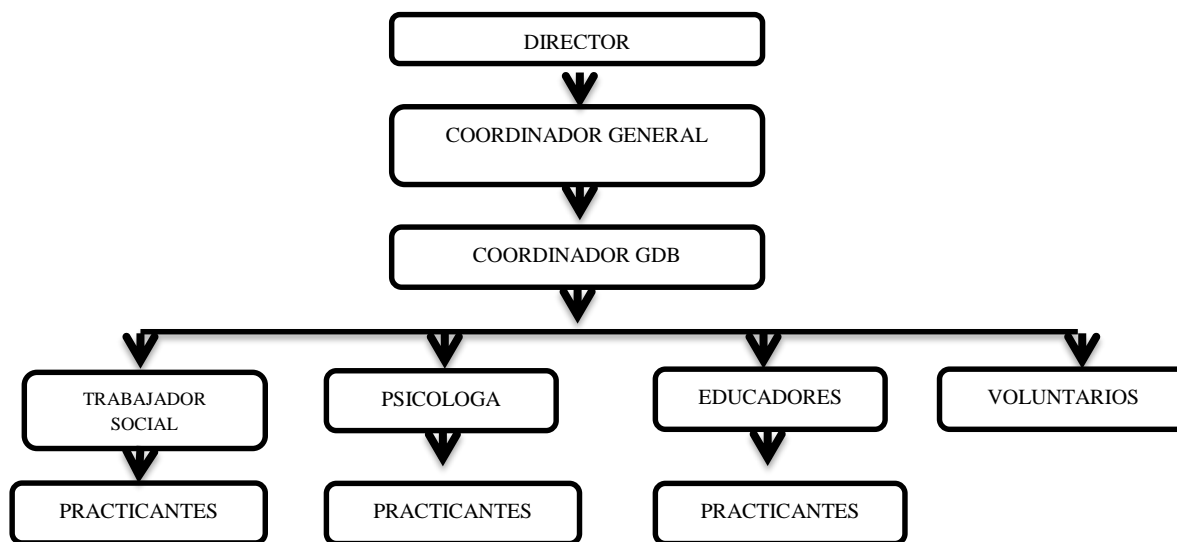 DIRECTOR
COORDINADOR GENERAL
COORDINADOR GDB
TRABAJADOR
SOCIAL
PSICOLOGA
EDUCADORES
VOLUNTARIOS
PRACTICANTES
PRACTICANTES
PRACTICANTES